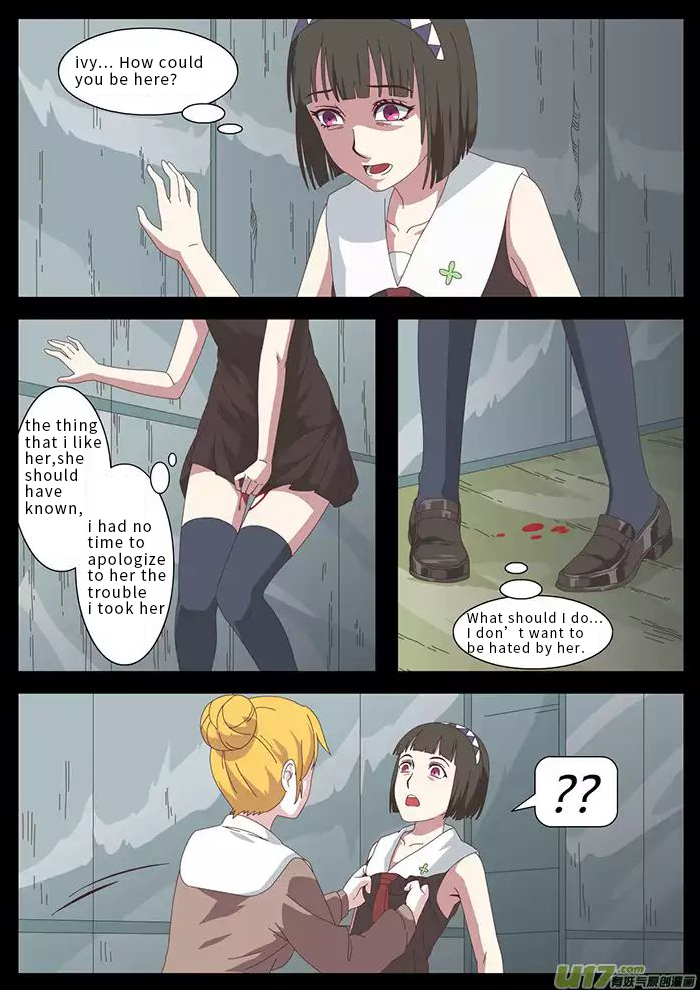 ivy... How could
you be here?
the thing
that i like
her,she
should
have
known,
i had no
time to
apologize
to her the
trouble
i took her
What should I do...
I don't want to
be hated by her.
??
U17.com
有妖气原创漫画